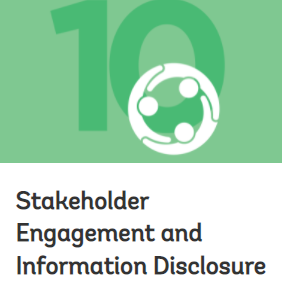 10
Stakeholder
Engagement and
Information Disclosure